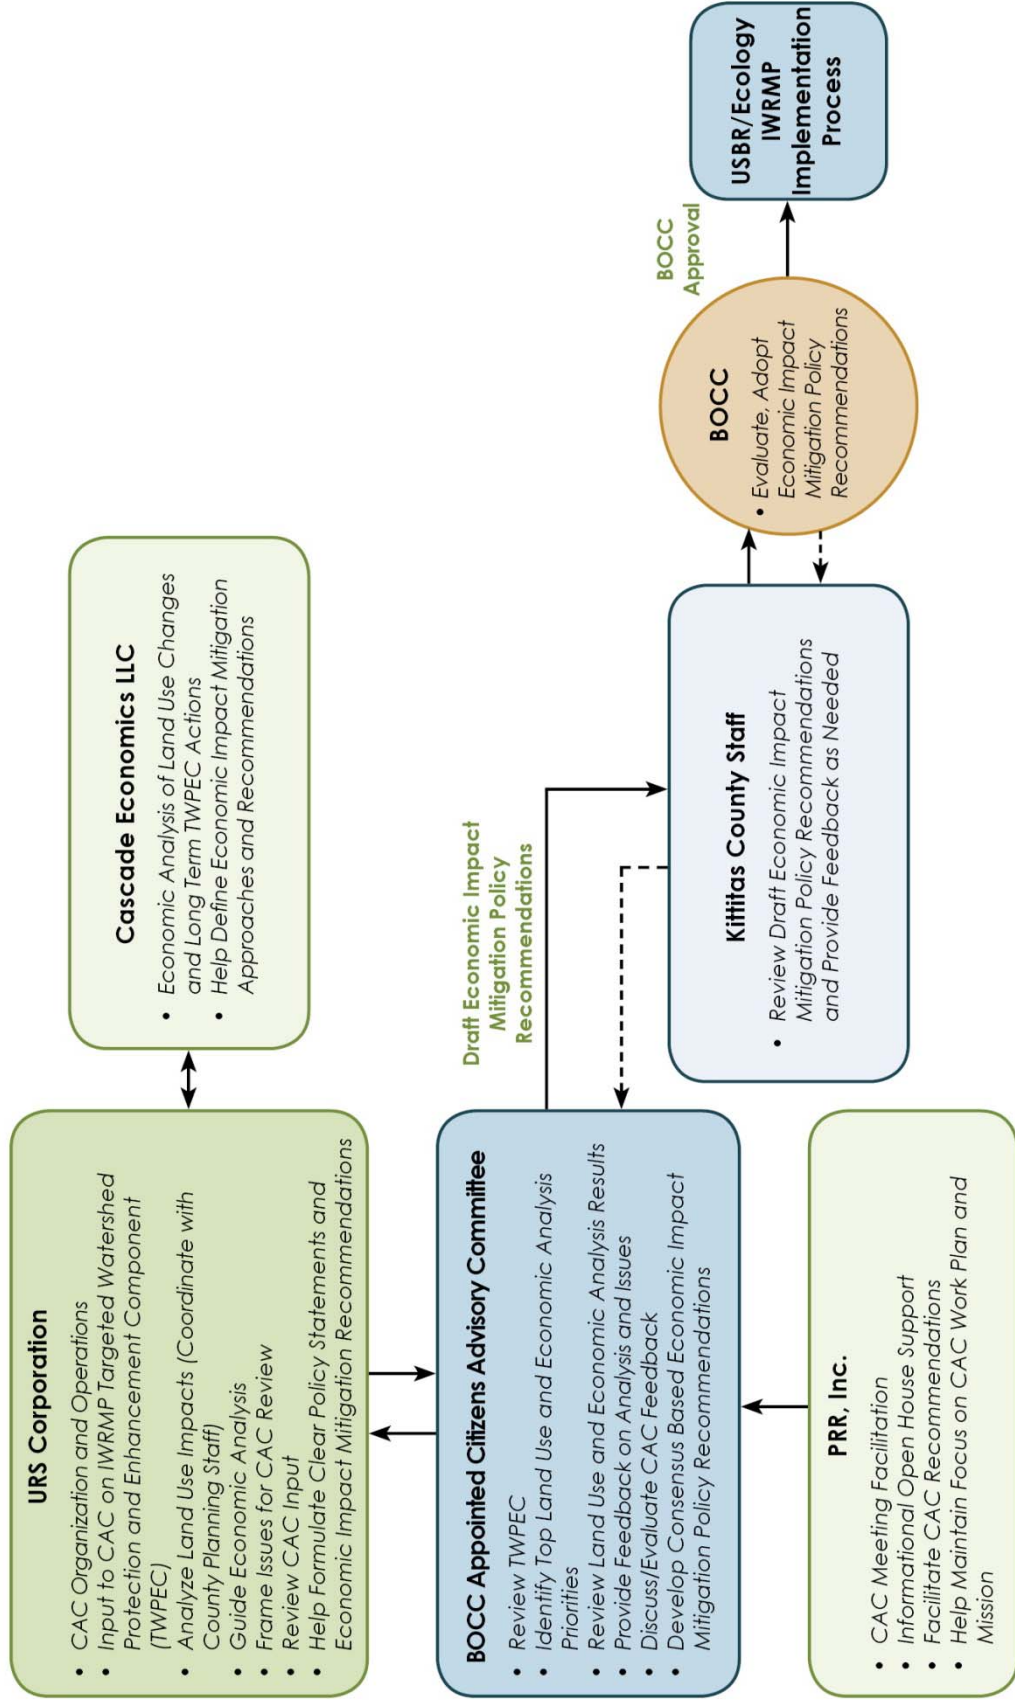 URS Corporation
• CAC Organization and Operations
• Input to CAC on IWRMP Targeted Watershed
Protection and Enhancement Component
(TWPEC)
• Analyze Land Use Impacts (Coordinate with
County Planning Staff)
• Guide Economic Analysis
• Frame Issues for CAC Review
• Review CAC Input
• Help Formulate Clear Policy Statements and
Economic Impact Mitigation Recommendations
Cascade Economics LLC
• Economic Analysis of Land Use Changes
and Long Term TWPEC Actions
• Help Define Economic Impact Mitigation
Approaches and Recommendations
BOCC Appointed Citizens Advisory Committee
• Review TWPEC
• Identify Top Land Use and Economic Analysis
Priorities
• Review Land Use and Economic Analysis Results
• Provide Feedback on Analysis and Issues
• Discuss/Evaluate CAC Feedback
• Develop Consensus Based Economic Impact
Mitigation Policy Recommendations
Draft Economic Impact
Mitigation Policy
Recommendations
Kittitas County Staff
• Review Draft Economic Impact
Mitigation Policy Recommendations
and Provide Feedback as Needed
BOCC
• Evaluate, Adopt
Economic Impact
Mitigation Policy
Recommendations
BOCC
Approval
USBR/Ecology
IWRMP
Implementation
Process
PRR, Inc.
• CAC Meeting Facilitation
• Informational Open House Support
• Facilitate CAC Recommendations
• Help Maintain Focus on CAC Work Plan and
Mission